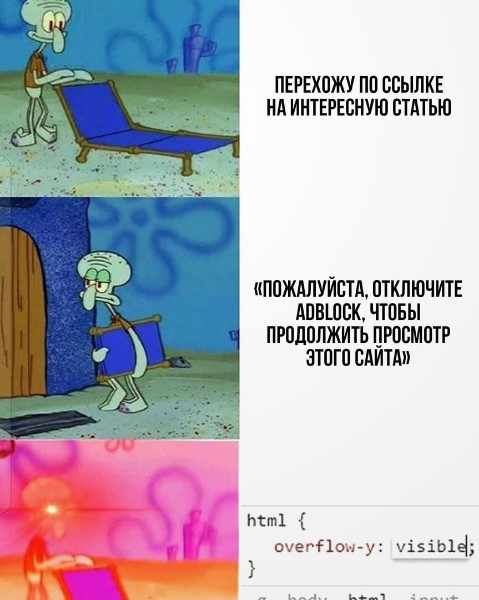 ПЕРЕХОЖУ ПО ССЫЛКЕ
НА ИНТЕРЕСНУЮ СТАТЬЮ
«ПОЖАЛУЙСТА, ОТКЛЮЧИТЕ
ADBLOCK, ЧТОБЫ
ПРОДОЛЖИТЬ ПРОСМОТР
ЭТОГО САЙТА»
html {
overflow-y: visible;
}